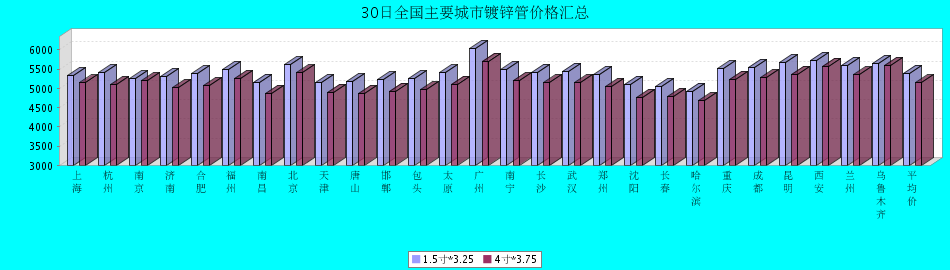 30日全国主要城市镀锌管价格汇总
6000
5500
5000
4500
4000
3500
3000
上海 杭州 南京 济南 合肥 福州 南昌 北京 天津 唐山 邯郸 包头 太原 广州 南宁 长沙 武汉 郑州 沈阳 长春 哈尔滨 重庆 成都 昆明 西安 兰州 乌鲁木齐 平均价
1.5寸*3.25 4寸*3.75